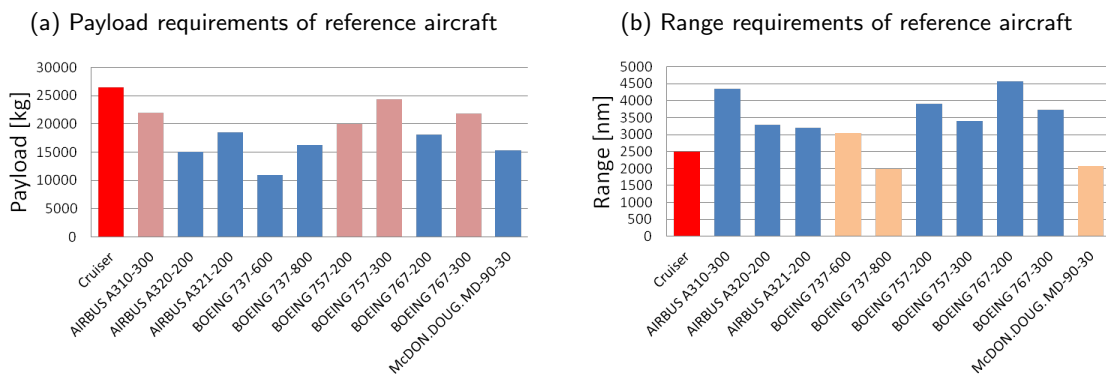 (a) Payload requirements of reference aircraft
Payload [kg]
30000
25000
20000
15000
10000
5000
0
Cruiser
AIRBUS A310-300
AIRBUS A320-200
AIRBUS A321-200
BOEING 737-600
BOEING 737-800
BOEING 757-200
BOEING 757-300
BOEING 767-200
BOEING 767-300
McDON.DOUG. MD-90-30
(b) Range requirements of reference aircraft
Range [nm]
5000
4500
4000
3500
3000
2500
2000
1500
1000
500
0
Cruiser
AIRBUS A310-300
AIRBUS A320-200
AIRBUS A321-200
BOEING 737-600
BOEING 737-800
BOEING 757-200
BOEING 757-300
BOEING 767-200
BOEING 767-300
McDON.DOUG. MD-90-30